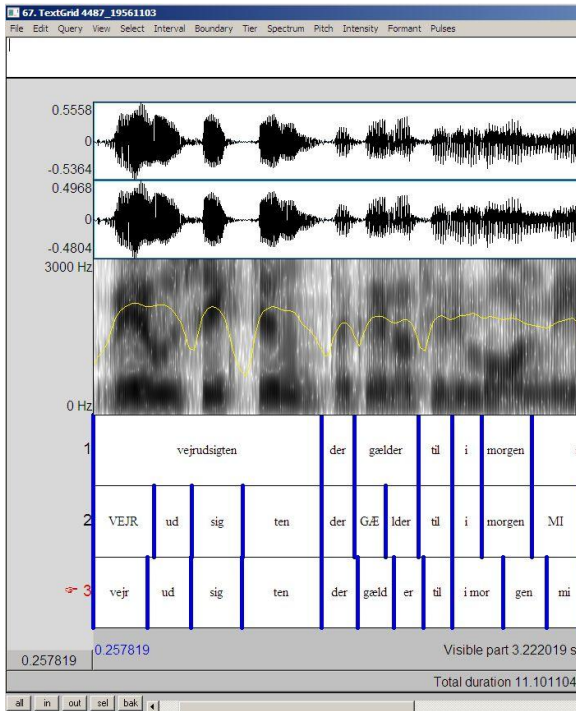 67. TextGrid 4487_19561103
File Edit Query View Select Interval Boundary Tier Spectrum Pitch Intensity Formant Pulses
0.5558
0
-0.5364
0.4968
0
-0.4804
3000 Hz
0 Hz
1 vejrudsigten der gælder til i morgen
2 VEJR ud sig ten der GÆ lder til i morgen MI
3 vejr ud sig ten der gæld er til i mor gen mi
0.257819 0.257819 Visible part 3.222019 s
Total duration 11.101104
all in out sel bak